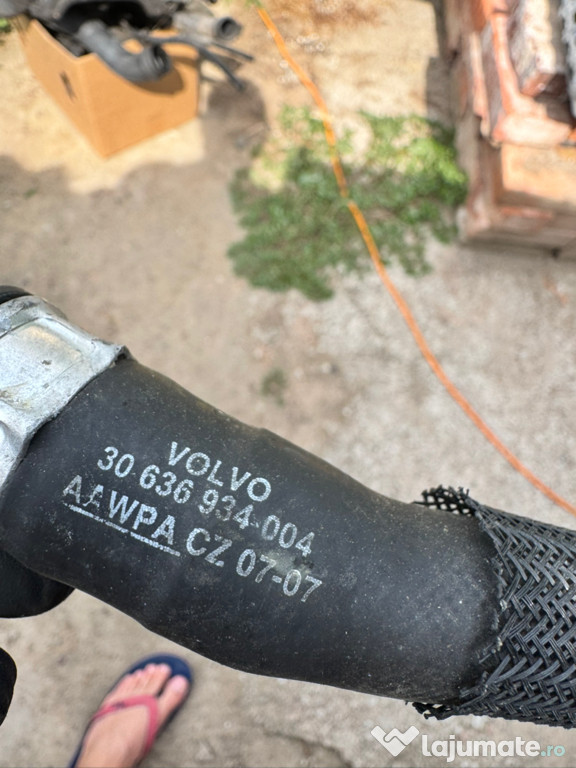 VOLVO
30 636 934-004
AAWPA CZ 07-07
lajumate.ro